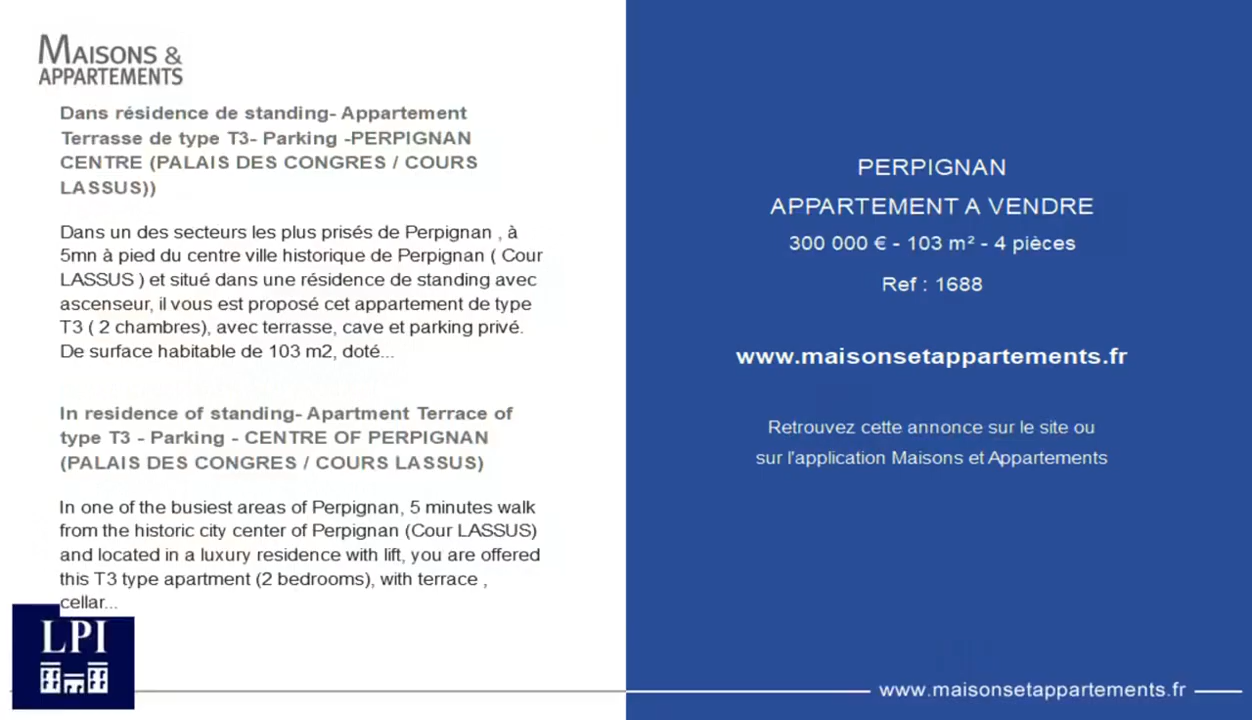 MAISONS &
APPARTEMENTS
Dans résidence de standing- Appartement
Terrasse de type T3- Parking -PERPIGNAN
CENTRE (PALAIS DES CONGRES / COURS
LASSUS))
Dans un des secteurs les plus prisés de Perpignan , à
5mn à pied du centre ville historique de Perpignan ( Cour
LASSUS ) et situé dans une résidence de standing avec
ascenseur, il vous est proposé cet appartement de type
T3 ( 2 chambres), avec terrasse, cave et parking privé.
De surface habitable de 103 m2, doté...
In residence of standing- Apartment Terrace of
type T3 - Parking - CENTRE OF PERPIGNAN
(PALAIS DES CONGRES / COURS LASSUS)
In one of the busiest areas of Perpignan, 5 minutes walk
from the historic city center of Perpignan (Cour LASSUS)
and located in a luxury residence with lift, you are offered
this T3 type apartment (2 bedrooms), with terrace ,
cellar...
LPI
PERPIGNAN
APPARTEMENT A VENDRE
300 000 € - 103 m² - 4 pièces
Ref : 1688
www.maisonsetappartements.fr
Retrouvez cette annonce sur le site ou
sur l'application Maisons et Appartements
www.maisonsetappartements.fr